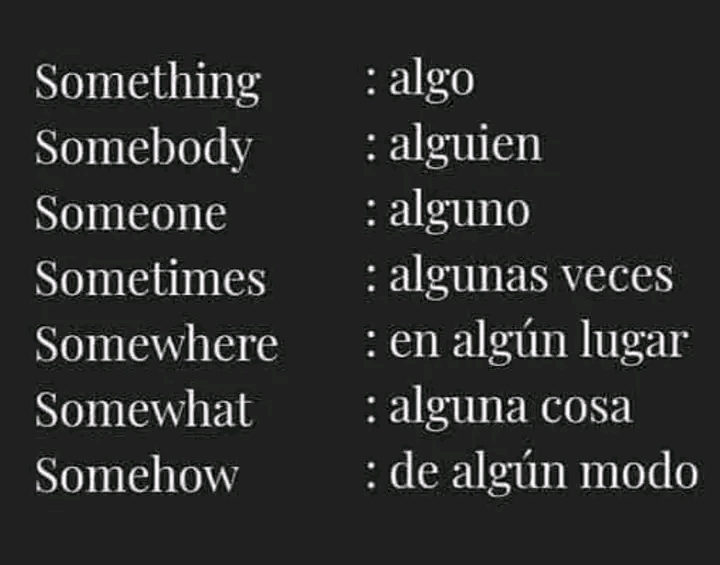 Something : algo
Somebody : alguien
Someone : alguno
Sometimes : algunas veces
Somewhere : en algún lugar
Somewhat : alguna cosa
Somehow : de algún modo